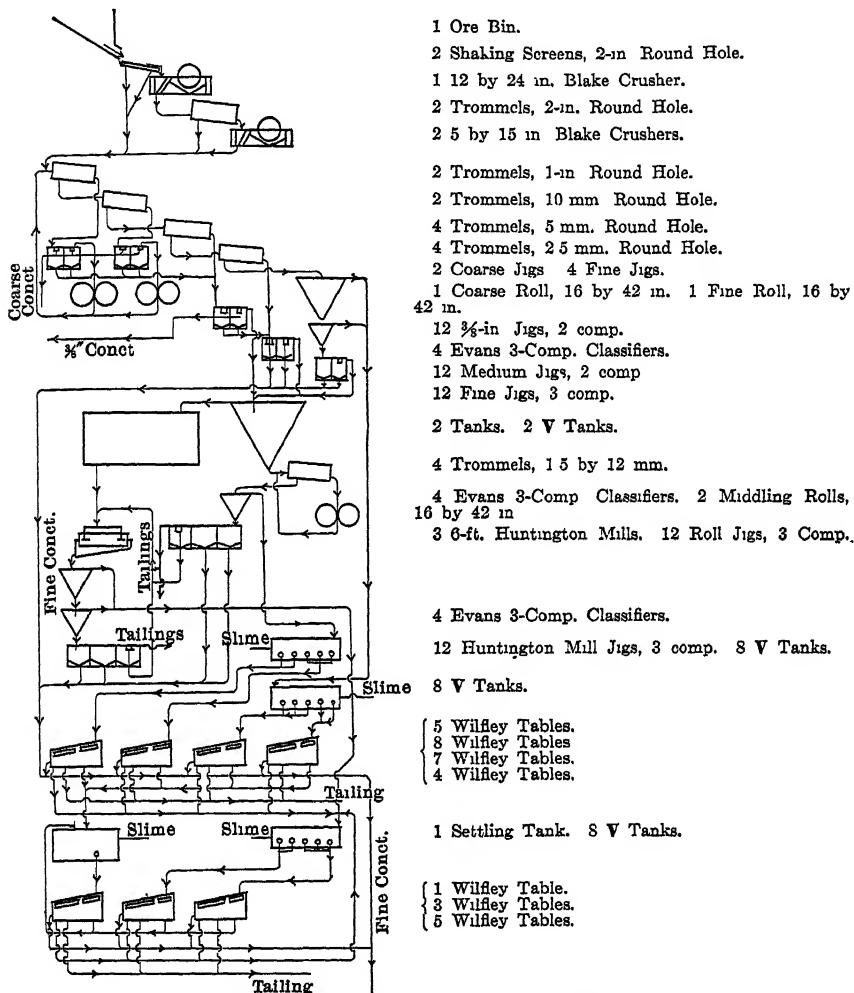 1 Ore Bin.
2 Shaking Screens, 2-in Round Hole.
1 12 by 24 in. Blake Crusher.
2 Trommels, 2-in. Round Hole.
2 5 by 15 in Blake Crushers.
2 Trommels, 1-in Round Hole.
2 Trommels, 10 mm Round Hole.
4 Trommels, 5 mm. Round Hole.
4 Trommels, 2 5 mm. Round Hole.
2 Coarse Jigs 4 Fine Jigs.
1 Coarse Roll, 16 by 42 in. 1 Fine Roll, 16 by
42 in.
12 ⅜-in Jigs, 2 comp.
4 Evans 3-Comp. Classifiers.
12 Medium Jigs, 2 comp
12 Fine Jigs, 3 comp.
2 Tanks. 2 V Tanks.
4 Trommels, 1 5 by 12 mm.
4 Evans 3-Comp Classifiers. 2 Middling Rolls,
16 by 42 in
3 6-ft. Huntington Mills. 12 Roll Jigs, 3 Comp.
4 Evans 3-Comp. Classifiers.
12 Huntington Mill Jigs, 3 comp. 8 V Tanks.
8 V Tanks.
5 Wilfley Tables.
8 Wilfley Tables
7 Wilfley Tables.
4 Wilfley Tables.
1 Settling Tank. 8 V Tanks.
1 Wilfley Table.
3 Wilfley Tables.
5 Wilfley Tables.
Coarse
Conct
⅜" Conct
Fine Conct.
Tailings
Tailings
Slime
Slime
Tailing
Slime
Slime
Fine Conct.
Tailing